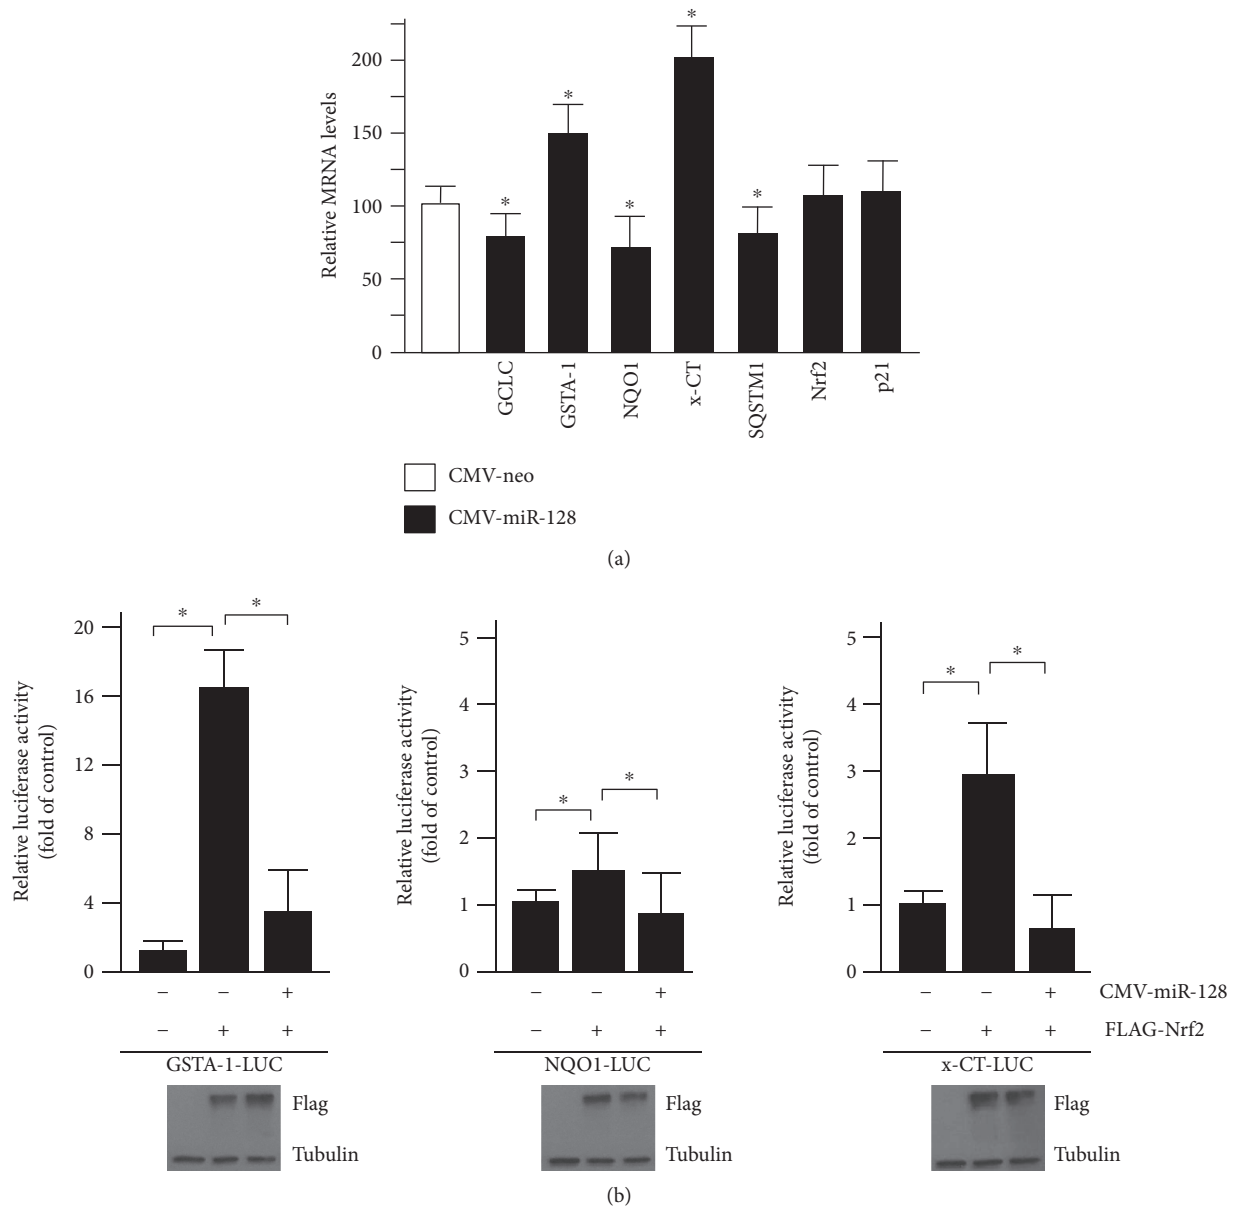 *
200
*
150
Relative MRNA levels
*
*
*
100
50
0
GCLC
GSTA-1
NQO1
x-CT
SQSTM1
Nrf2
p21
CMV-neo
CMV-miR-128
(a)
Relative luciferase activity
(fold of control)
20
16
12
8
4
0
* *
− − +
− + +
GSTA-1-LUC
Flag
Tubulin
Relative luciferase activity
(fold of control)
5
4
3
2
1
0
* *
− − +
− + +
NQO1-LUC
Flag
Tubulin
Relative luciferase activity
(fold of control)
5
4
3
2
1
0
* *
− − + CMV-miR-128
− + + FLAG-Nrf2
x-CT-LUC
Flag
Tubulin
(b)